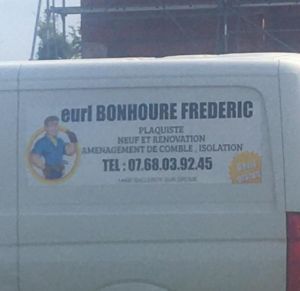 eurl BONHOURE FREDERIC
PLAQUISTE
NEUF ET RENOVATION
AMENAGEMENT DE COMBLE , ISOLATION
TEL : 07.68.03.92.45